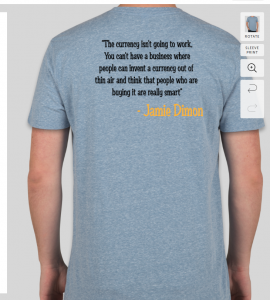 "The currency isn't going to work.
You can't have a business where
people can invent a currency out of
thin air and think that people who are
buying it are really smart"
- Jamie Dimon
ROTATE
SLEEVE
PRINT